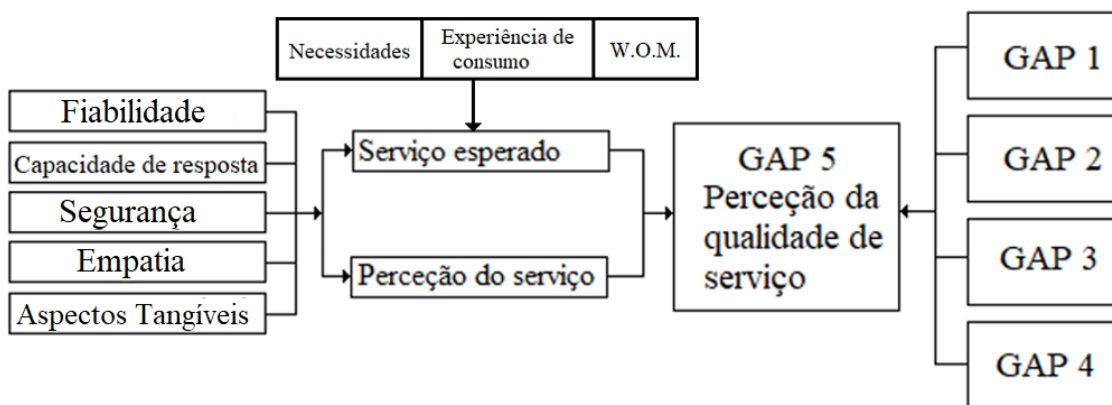 Necessidades
Experiência de
consumo
W.O.M.
Fiabilidade
Capacidade de resposta
Segurança
Empatia
Aspectos Tangíveis
Serviço esperado
Perceção do serviço
GAP 5
Perceção da
qualidade de
serviço
GAP 1
GAP 2
GAP 3
GAP 4